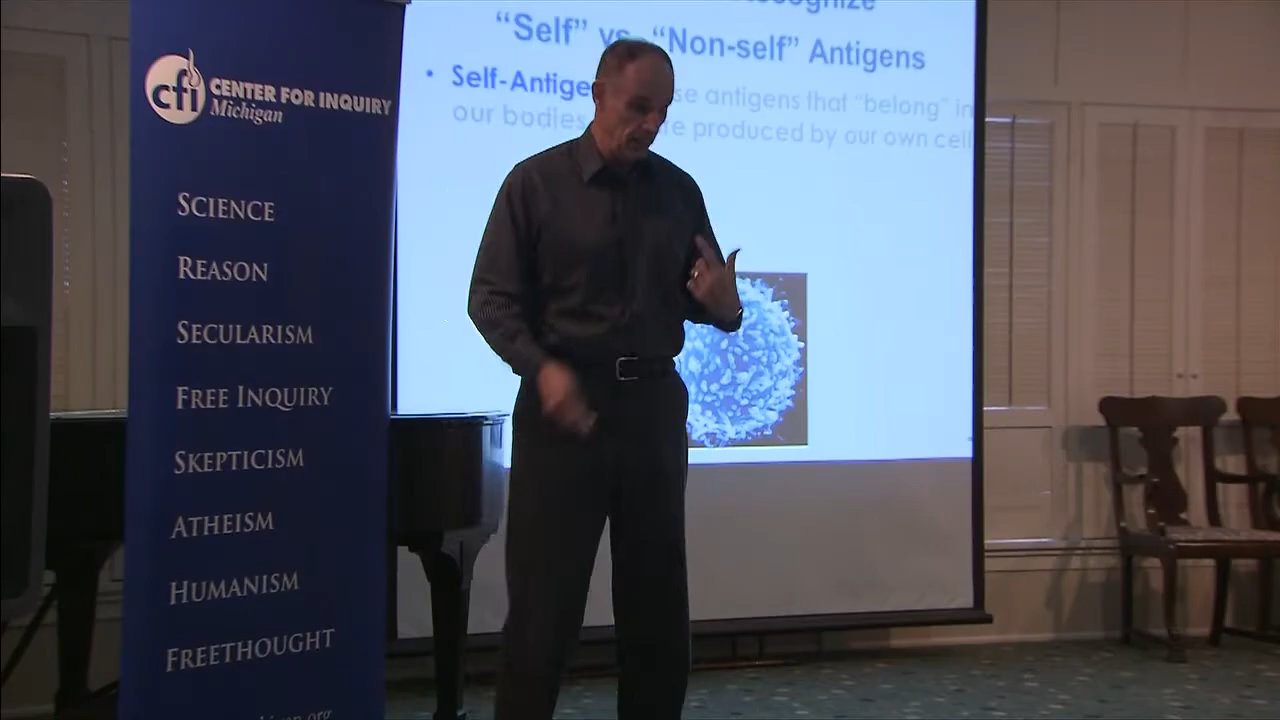 cfi CENTER FOR INQUIRY
Michigan
SCIENCE
REASON
SECULARISM
FREE INQUIRY
SKEPTICISM
ATHEISM
HUMANISM
FREETHOUGHT
“Self” vs “Non-self” Antigens
• Self-Antige se antigens that “belong” in
our bodies produced by our own cell